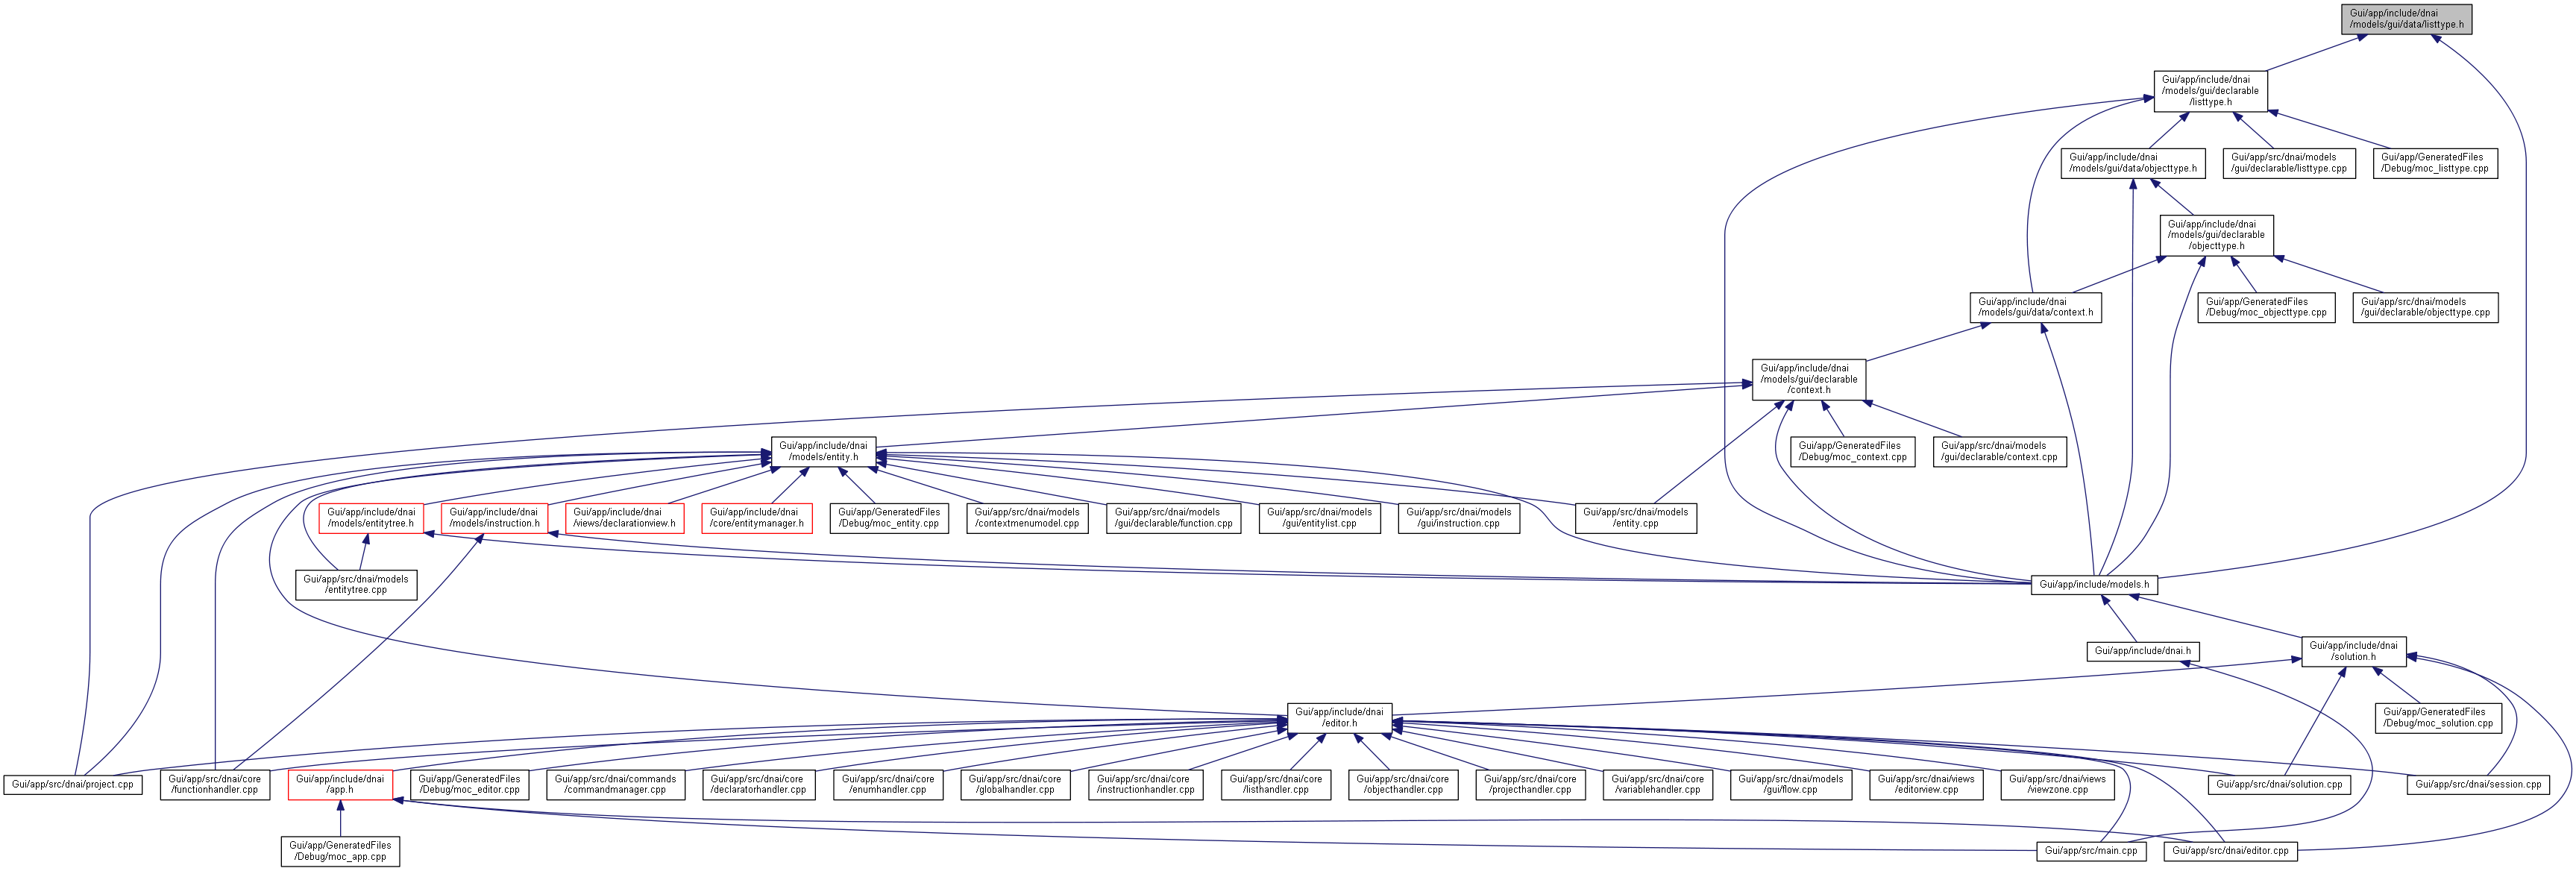 Gui/app/include/dnai
/models/gui/data/listtype.h
Gui/app/include/dnai
/models/gui/declarable
/listtype.h
Gui/app/include/dnai
/models/gui/data/objecttype.h
Gui/app/src/dnai/models
/gui/declarable/listtype.cpp
Gui/app/GeneratedFiles
/Debug/moc_listtype.cpp
Gui/app/include/dnai
/models/gui/declarable
/objecttype.h
Gui/app/include/dnai
/models/gui/data/context.h
Gui/app/GeneratedFiles
/Debug/moc_objecttype.cpp
Gui/app/src/dnai/models
/gui/declarable/objecttype.cpp
Gui/app/include/dnai
/models/gui/declarable
/context.h
Gui/app/include/dnai
/models/entity.h
Gui/app/GeneratedFiles
/Debug/moc_context.cpp
Gui/app/src/dnai/models
/gui/declarable/context.cpp
Gui/app/include/dnai
/models/entitytree.h
Gui/app/include/dnai
/models/instruction.h
Gui/app/include/dnai
/views/declarationview.h
Gui/app/include/dnai
/core/entitymanager.h
Gui/app/GeneratedFiles
/Debug/moc_entity.cpp
Gui/app/src/dnai/models
/contextmenumodel.cpp
Gui/app/src/dnai/models
/gui/declarable/function.cpp
Gui/app/src/dnai/models
/gui/entitylist.cpp
Gui/app/src/dnai/models
/gui/instruction.cpp
Gui/app/src/dnai/models
/entity.cpp
Gui/app/src/dnai/models
/entitytree.cpp
Gui/app/include/models.h
Gui/app/include/dnai.h
Gui/app/include/dnai
/solution.h
Gui/app/include/dnai
/editor.h
Gui/app/GeneratedFiles
/Debug/moc_solution.cpp
Gui/app/src/dnai/project.cpp
Gui/app/src/dnai/core
/functionhandler.cpp
Gui/app/include/dnai
/app.h
Gui/app/GeneratedFiles
/Debug/moc_editor.cpp
Gui/app/src/dnai/commands
/commandmanager.cpp
Gui/app/src/dnai/core
/declaratorhandler.cpp
Gui/app/src/dnai/core
/enumhandler.cpp
Gui/app/src/dnai/core
/globalhandler.cpp
Gui/app/src/dnai/core
/instructionhandler.cpp
Gui/app/src/dnai/core
/listhandler.cpp
Gui/app/src/dnai/core
/objecthandler.cpp
Gui/app/src/dnai/core
/projecthandler.cpp
Gui/app/src/dnai/core
/variablehandler.cpp
Gui/app/src/dnai/models
/gui/flow.cpp
Gui/app/src/dnai/views
/editorview.cpp
Gui/app/src/dnai/views
/viewzone.cpp
Gui/app/src/dnai/solution.cpp
Gui/app/src/dnai/session.cpp
Gui/app/GeneratedFiles
/Debug/moc_app.cpp
Gui/app/src/main.cpp
Gui/app/src/dnai/editor.cpp